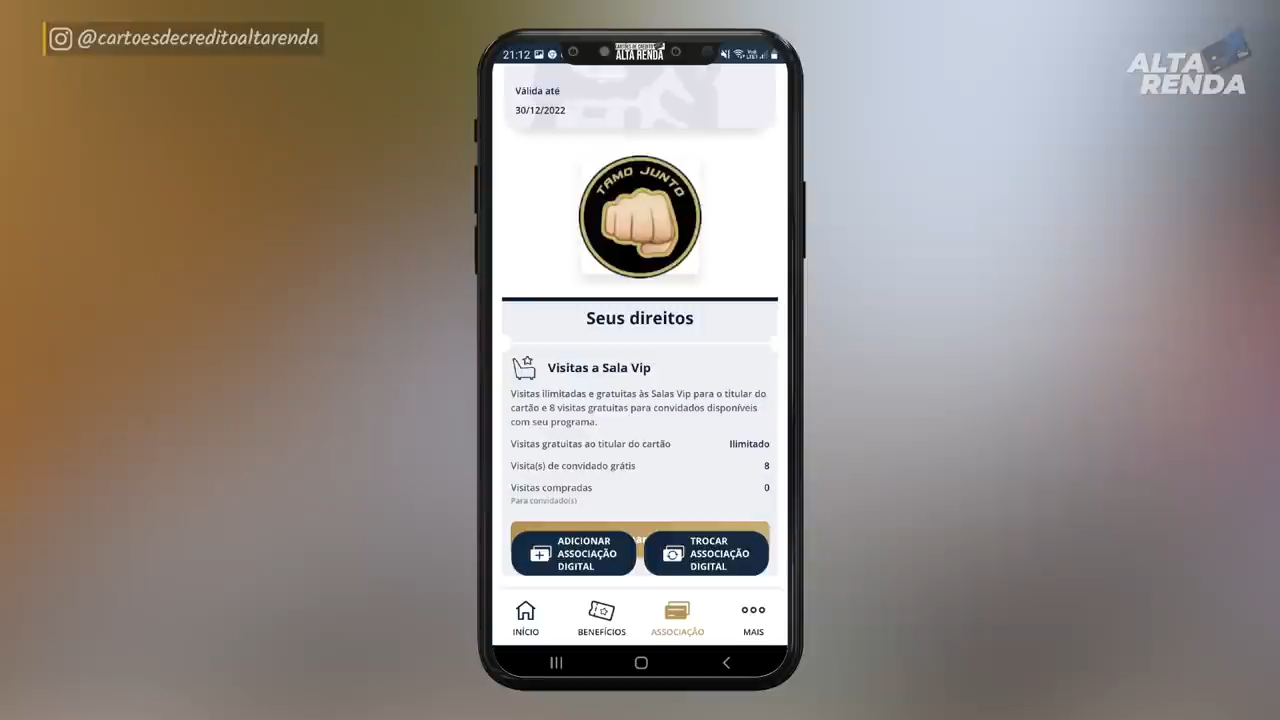 @cartoesdecreditoaltarenda
ALTA
RENDA
21:12
CARTÕES DE CRÉDITO
ALTA RENDA
Válida até
30/12/2022
TAMO JUNTO
Seus direitos
Visitas a Sala Vip
Visitas ilimitadas e gratuitas às Salas Vip para o titular do
cartão e 8 visitas gratuitas para convidados disponíveis
com seu programa.
Visitas gratuitas ao titular do cartão Ilimitado
Visita(s) de convidado grátis 8
Visitas compradas 0
Para convidado(s)
ADICIONAR
ASSOCIAÇÃO
DIGITAL
TROCAR
ASSOCIAÇÃO
DIGITAL
INÍCIO BENEFÍCIOS ASSOCIAÇÃO MAIS